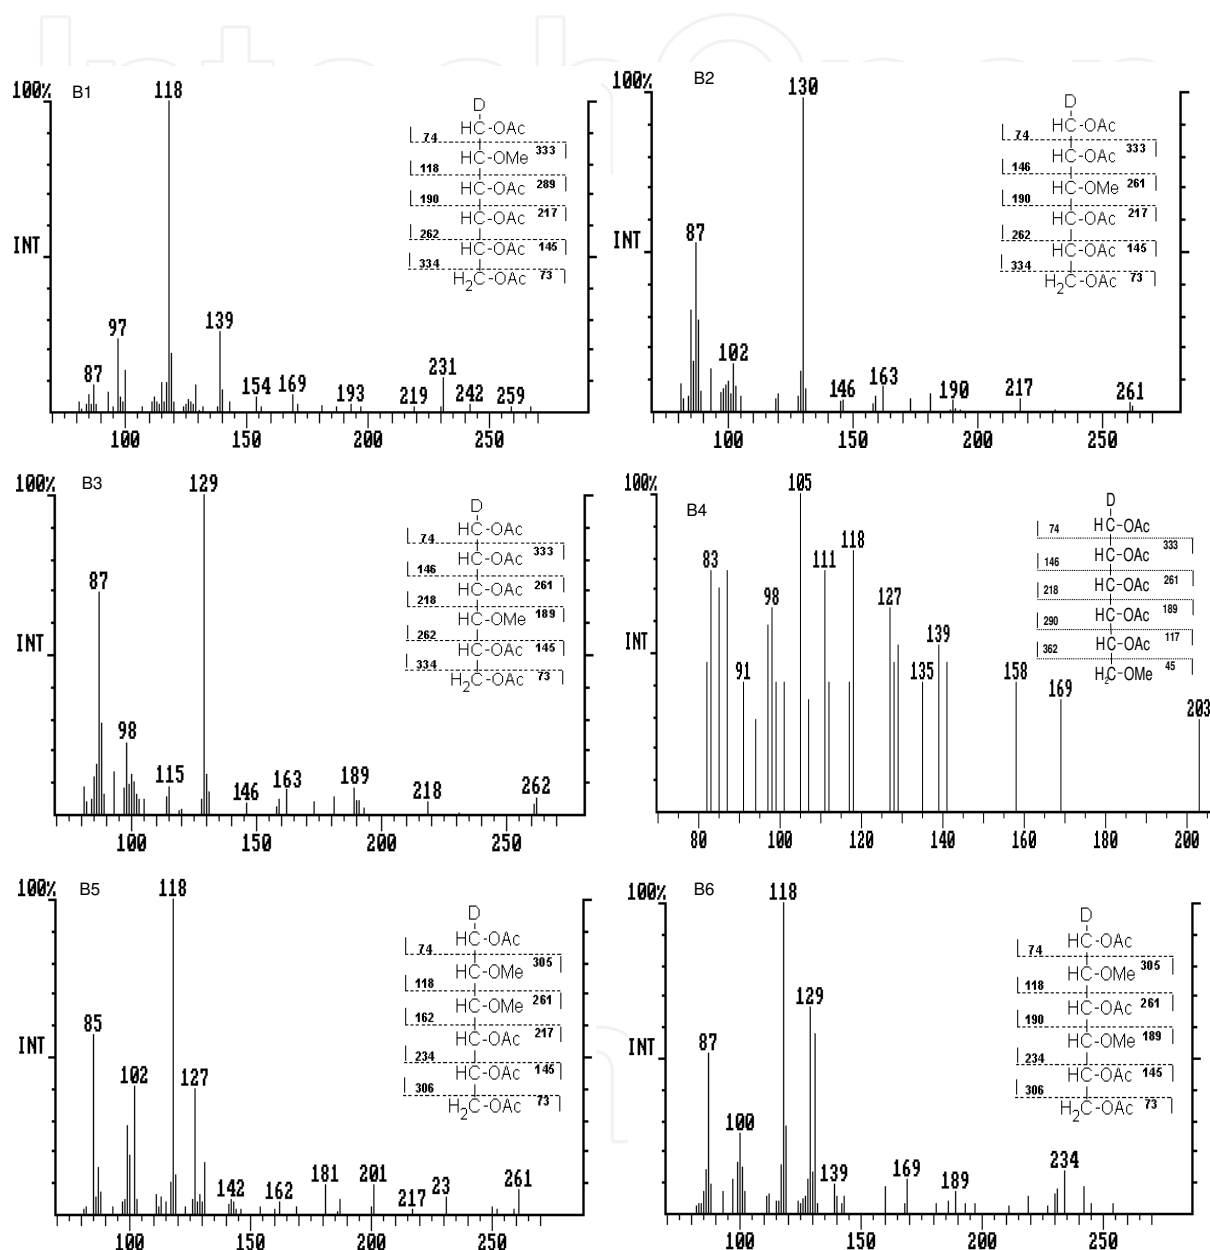 100% B1 118
D
HC-OAc
74
HC-OMe 333
118
HC-OAc 289
190
HC-OAc 217
262
HC-OAc 145
334
H2C-OAc 73
INT
97 139
87 154 169 193 219 231 242 259
100 150 200 250
100% B2 130
D
HC-OAc
74
HC-OAc 333
146
HC-OMe 261
190
HC-OAc 217
262
HC-OAc 145
334
H2C-OAc 73
INT
87
102 146 163 190 217 261
100 150 200 250
100% B3 129
D
HC-OAc
74
HC-OAc 333
146
HC-OAc 261
218
HC-OMe 189
262
HC-OAc 145
334
H2C-OAc 73
INT
87
98 115 146 163 189 218 262
100 150 200 250
100% B4 105
D
HC-OAc
74
HC-OAc 333
146
HC-OAc 261
218
HC-OAc 189
290
HC-OAc 117
362
H2C-OMe 45
INT
83 91 98 111 118 127 135 139 158 169 203
80 100 120 140 160 180 200
100% B5 118
D
HC-OAc
74
HC-OMe 305
118
HC-OMe 261
162
HC-OAc 217
234
HC-OAc 145
306
H2C-OAc 73
INT
85 102 127 142 162 181 201 217 23 261
100 150 200 250
100% B6 118
D
HC-OAc
74
HC-OMe 305
118
HC-OAc 261
190
HC-OMe 189
234
HC-OAc 145
306
H2C-OAc 73
INT
87 100 129 139 169 189 234
100 150 200 250